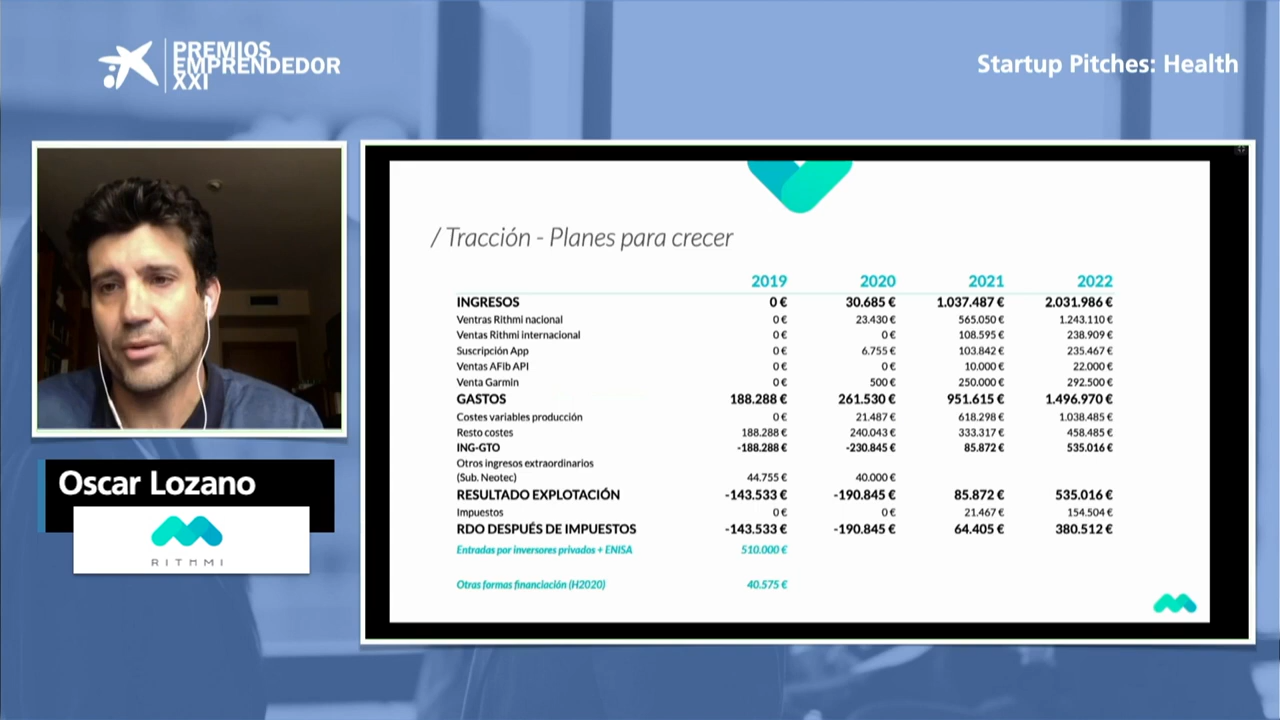 PREMIOS
EMPRENDEDOR
XXI
Startup Pitches: Health
/ Tracción - Planes para crecer
2019 2020 2021 2022
INGRESOS 0 € 30.685 € 1.037.487 € 2.031.986 €
Ventras Rithmi nacional 0 € 23.430 € 565.050 € 1.243.110 €
Ventas Rithmi internacional 0 € 0 € 108.595 € 238.909 €
Suscripción App 0 € 6.755 € 103.842 € 235.467 €
Ventas AFib API 0 € 0 € 10.000 € 22.000 €
Venta Garmin 0 € 500 € 250.000 € 292.500 €
GASTOS 188.288 € 261.530 € 951.615 € 1.496.970 €
Costes variables producción 0 € 21.487 € 618.298 € 1.038.485 €
Resto costes 188.288 € 240.043 € 333.317 € 458.485 €
ING-GTO -188.288 € -230.845 € 85.872 € 535.016 €
Otros ingresos extraordinarios
(Sub. Neotec) 44.755 € 40.000 €
RESULTADO EXPLOTACIÓN -143.533 € -190.845 € 85.872 € 535.016 €
Impuestos 0 € 0 € 21.467 € 154.504 €
RDO DESPUÉS DE IMPUESTOS -143.533 € -190.845 € 64.405 € 380.512 €
Entradas por inversores privados + ENISA 510.000 €
Otras formas financiación (H2020) 40.575 €
Oscar Lozano
RITHMI